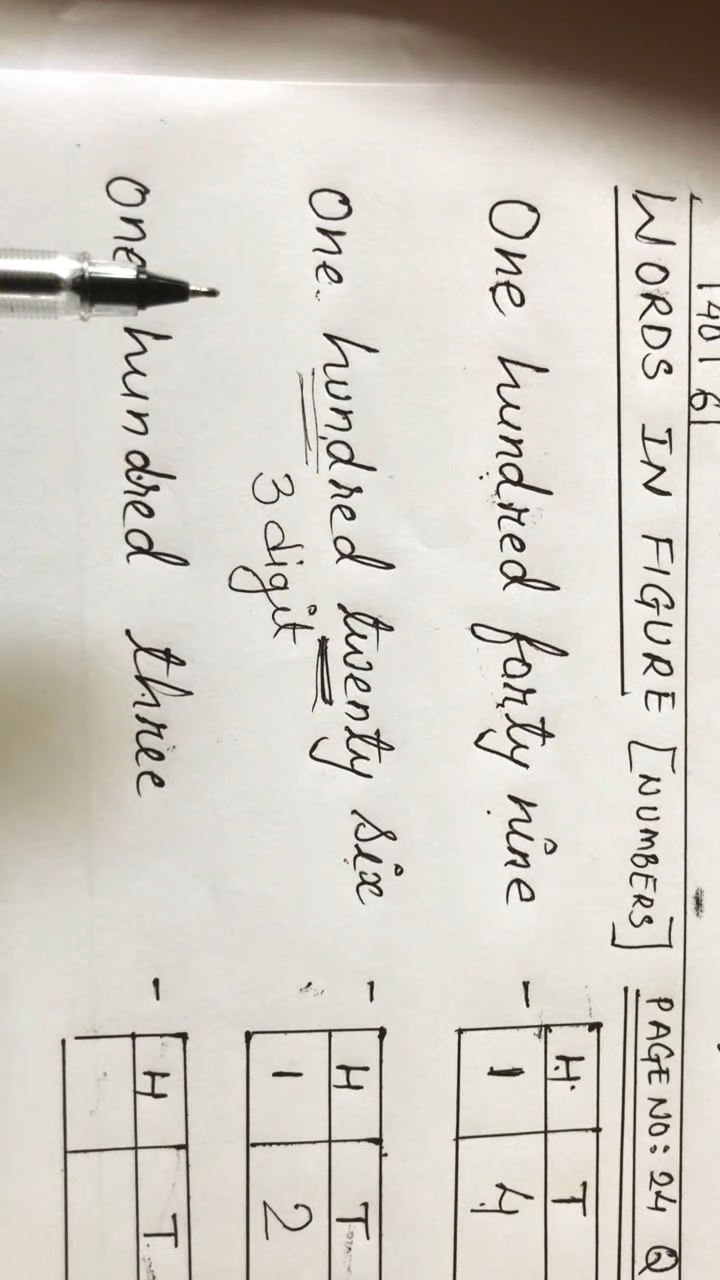 140 6
WORDS IN FIGURE [NUMBERS] PAGE NO: 24 Q
H T
One hundred forty nine - 1 4
H T
One hundred twenty six - 1 2
3 digit
H T
One hundred three -